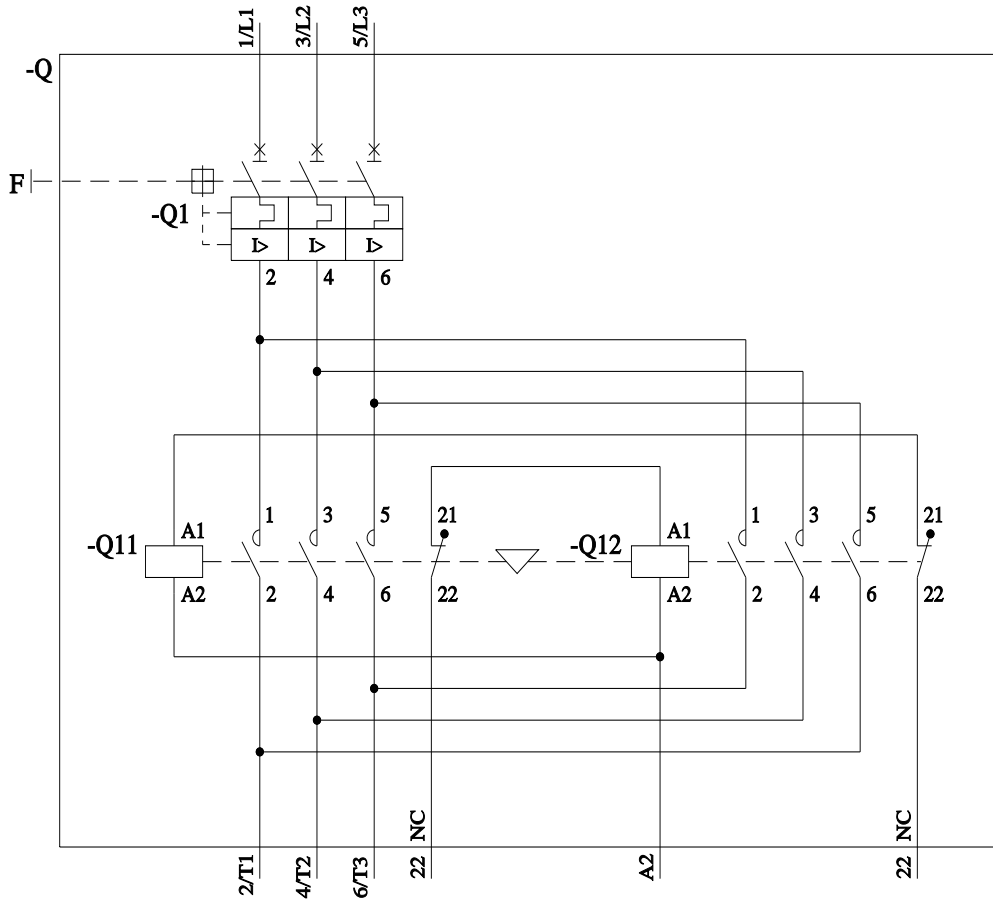 1/L1 3/L2 5/L3
-Q
F
-Q1
I> I> I>
2 4 6
1 3 5 21 1 3 5 21
-Q11 A1 -Q12 A1
A2 2 4 6 22 A2 2 4 6 22
NC NC
2/T1 4/T2 6/T3 22 A2 22